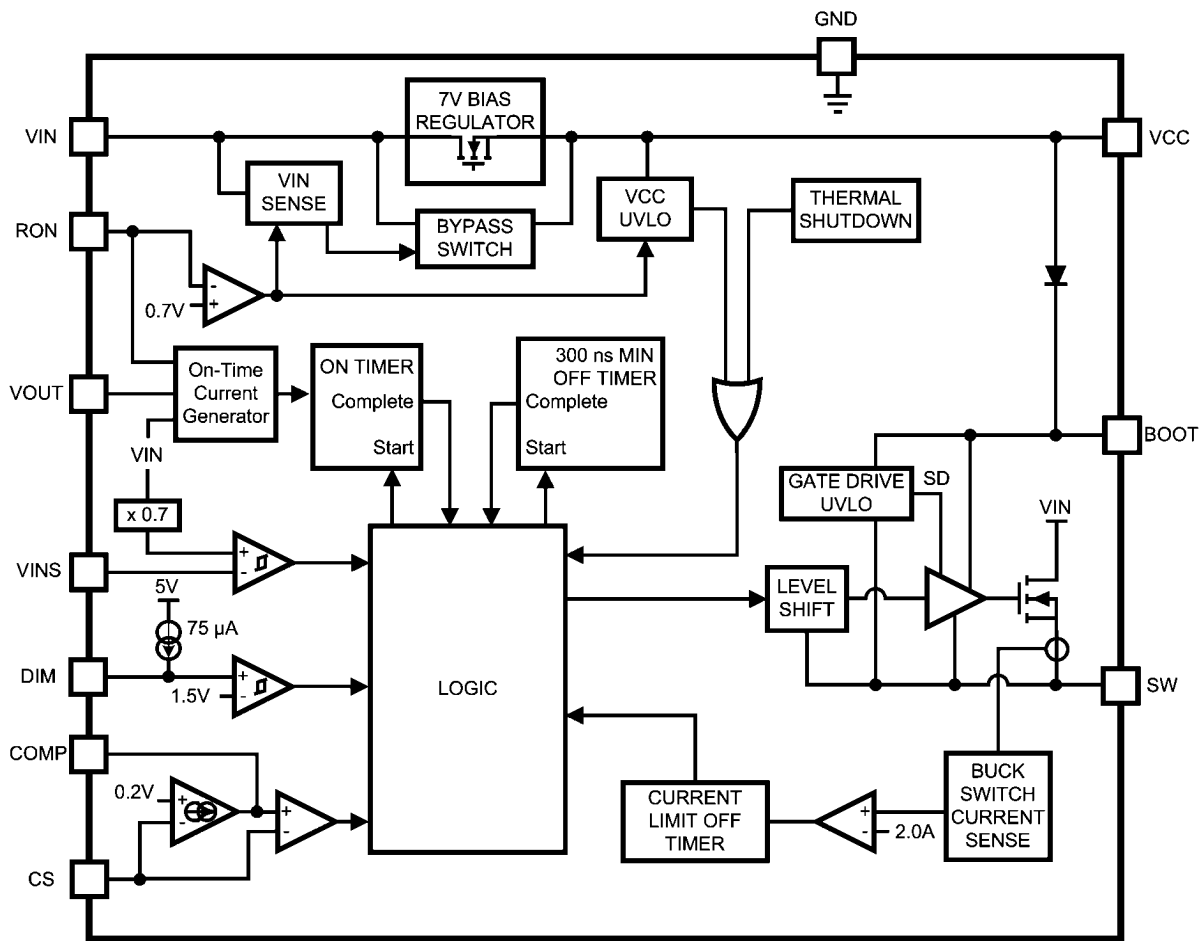 GND
7V BIAS
REGULATOR
VIN
VCC
VIN
SENSE
VCC
UVLO
THERMAL
SHUTDOWN
RON
BYPASS
SWITCH
-
+
0.7V
On-Time
Current
Generator
ON TIMER
Complete
Start
300 ns MIN
OFF TIMER
Complete
Start
VOUT
VIN
BOOT
GATE DRIVE
UVLO
SD
VIN
x 0.7
+
-
VINS
5V
75 µA
LEVEL
SHIFT
DIM
+
-
1.5V
LOGIC
SW
COMP
0.2V
+
-
+
-
CURRENT
LIMIT OFF
TIMER
+
-
2.0A
BUCK
SWITCH
CURRENT
SENSE
CS